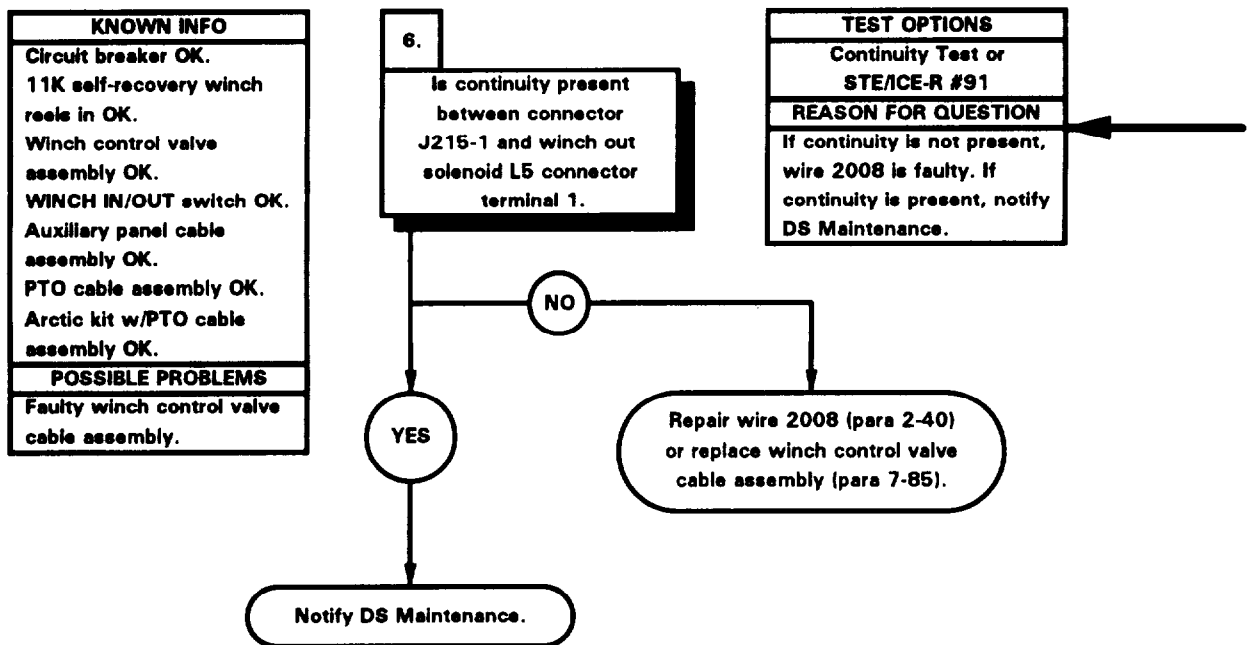 KNOWN INFO
Circuit breaker OK.
11K self-recovery winch
reels in OK.
Winch control valve
assembly OK.
WINCH IN/OUT switch OK.
Auxiliary panel cable
assembly OK.
PTO cable assembly OK.
Arctic kit w/PTO cable
assembly OK.
POSSIBLE PROBLEMS
Faulty winch control valve
cable assembly.
6.
Is continuity present
between connector
J215-1 and winch out
solenoid L5 connector
terminal 1.
TEST OPTIONS
Continuity Test or
STE/ICE-R #91
REASON FOR QUESTION
If continuity is not present,
wire 2008 is faulty. If
continuity is present, notify
DS Maintenance.
NO
YES
Repair wire 2008 (para 2-40)
or replace winch control valve
cable assembly (para 7-85).
Notify DS Maintenance.